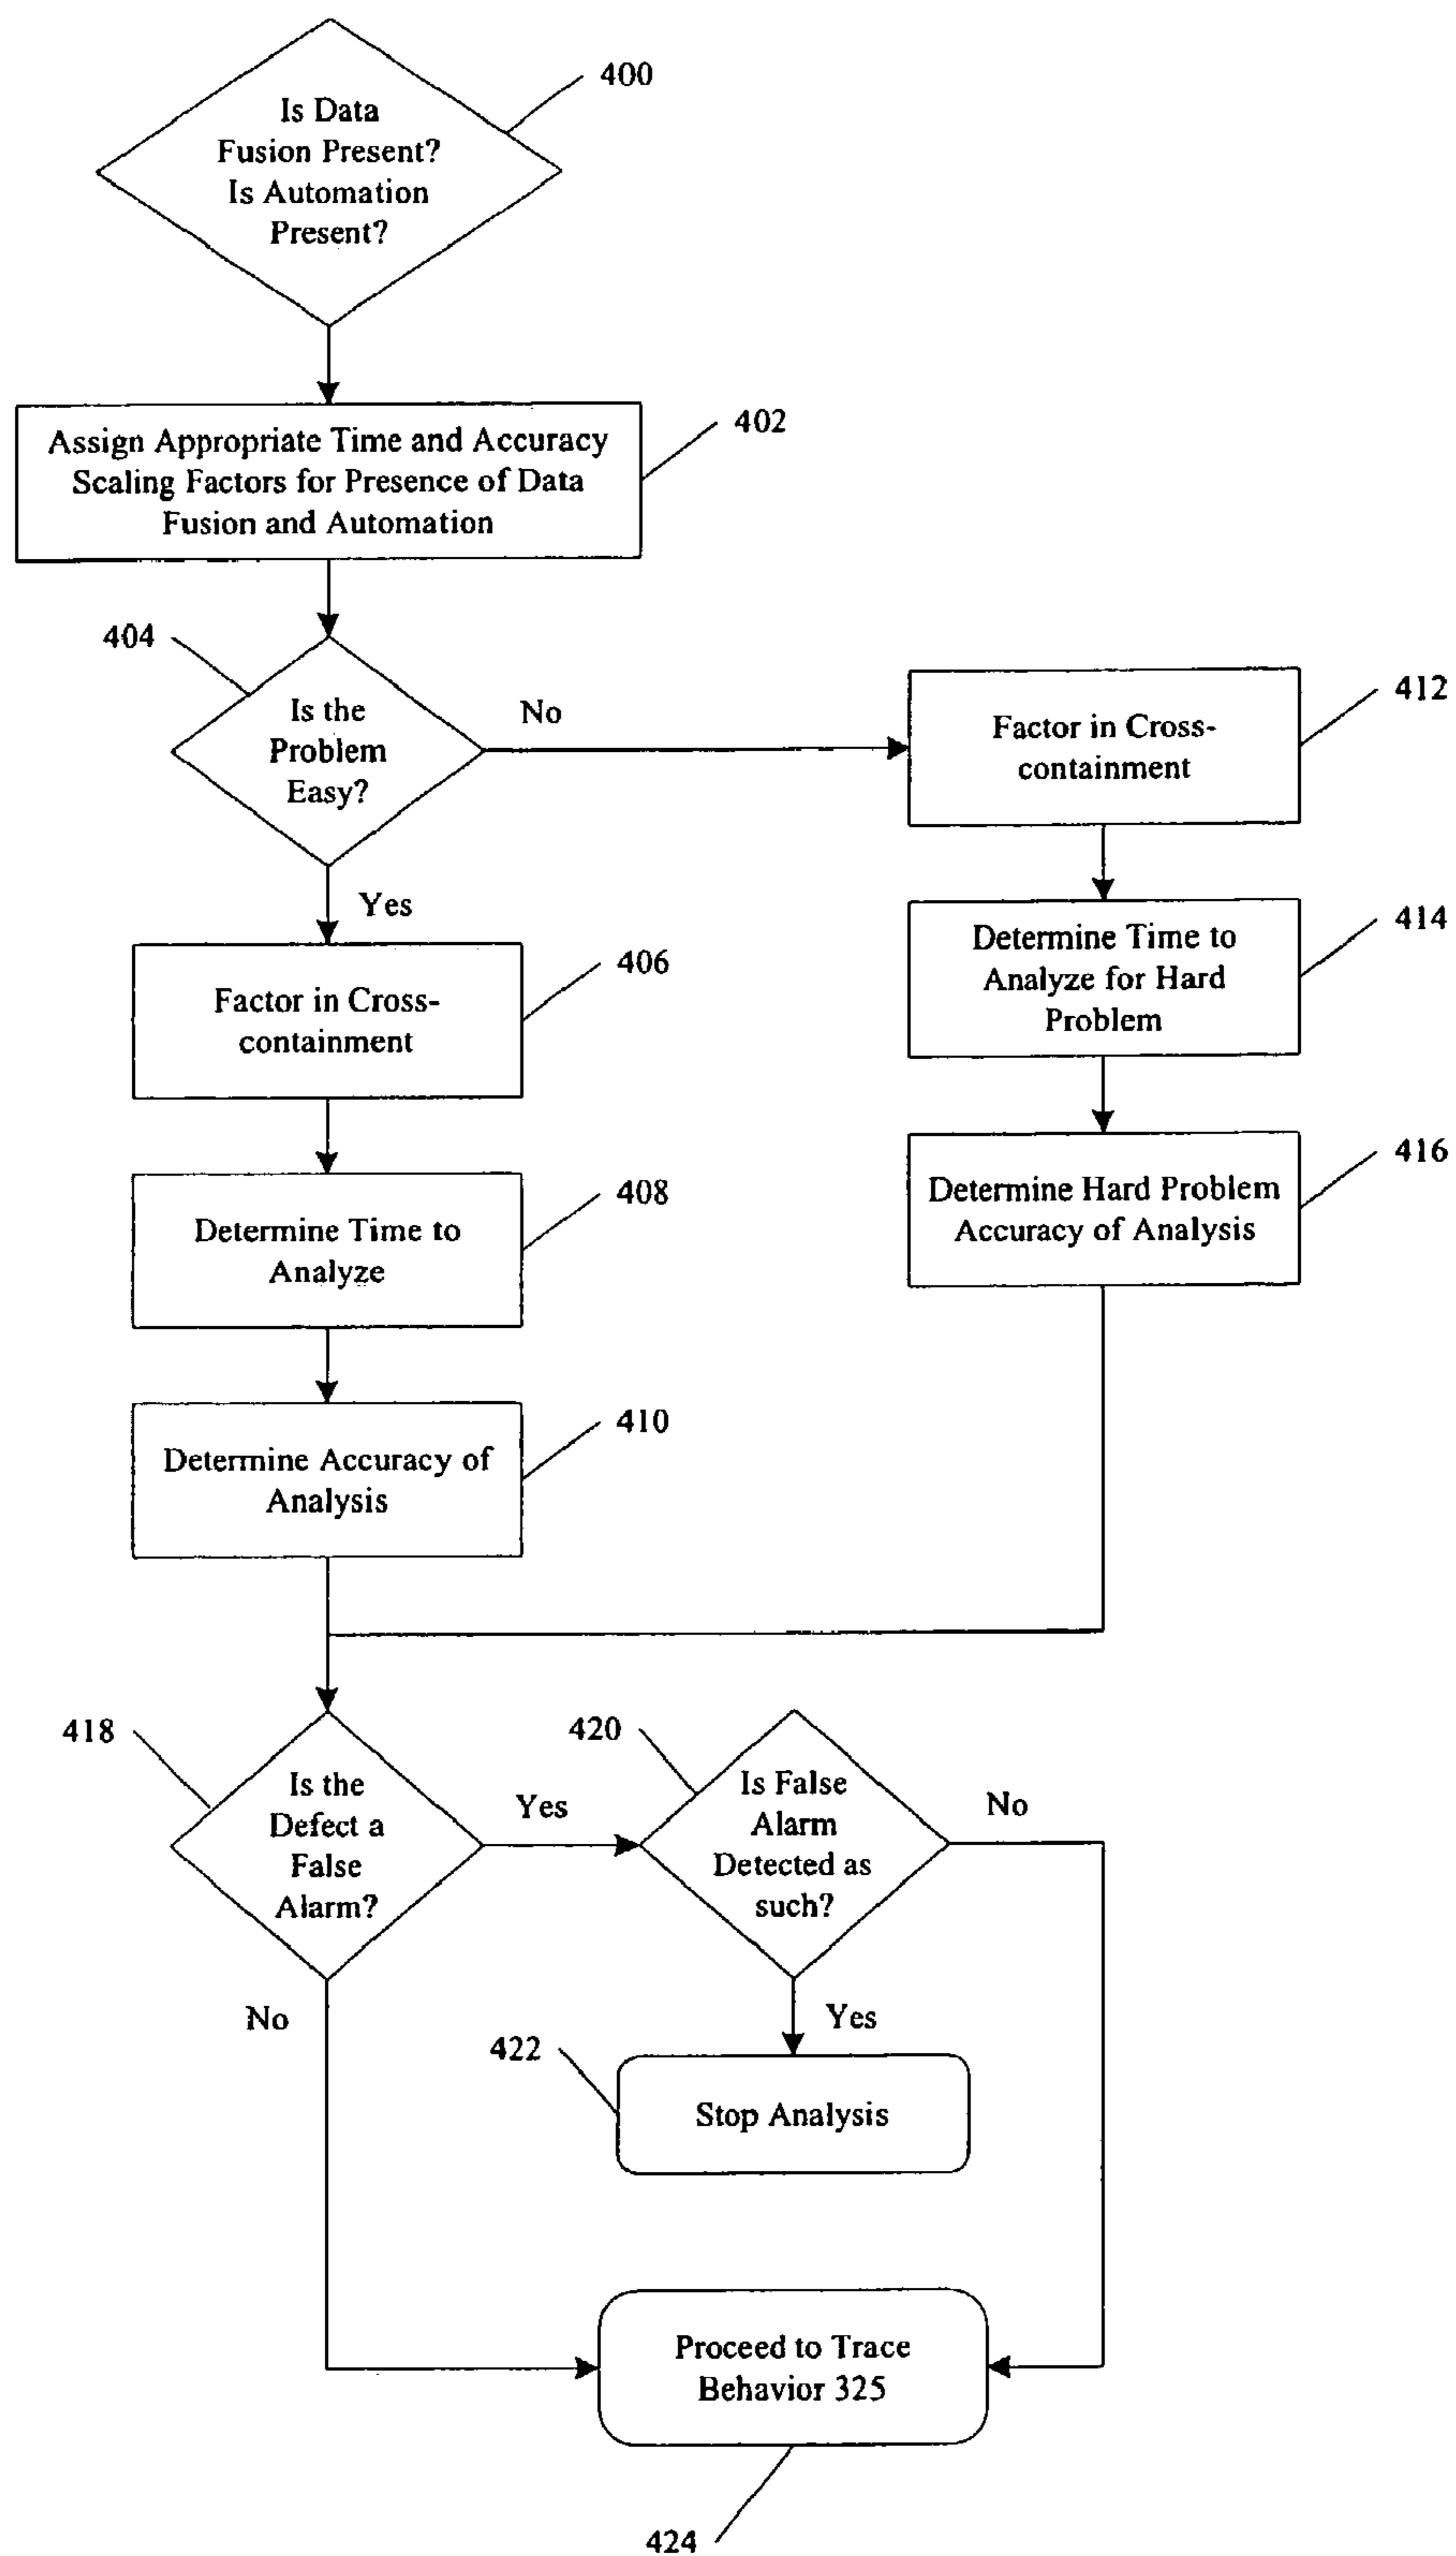 Is Data
Fusion Present?
Is Automation
Present?
400
Assign Appropriate Time and Accuracy
Scaling Factors for Presence of Data
Fusion and Automation
402
404
Is the
Problem
Easy?
No
Yes
Factor in Cross-
containment
412
Determine Time to
Analyze for Hard
Problem
414
Determine Hard Problem
Accuracy of Analysis
416
Factor in Cross-
containment
406
Determine Time to
Analyze
408
Determine Accuracy of
Analysis
410
418
Is the
Defect a
False
Alarm?
Yes
No
420
Is False
Alarm
Detected as
such?
No
Yes
422
Stop Analysis
Proceed to Trace
Behavior 325
424